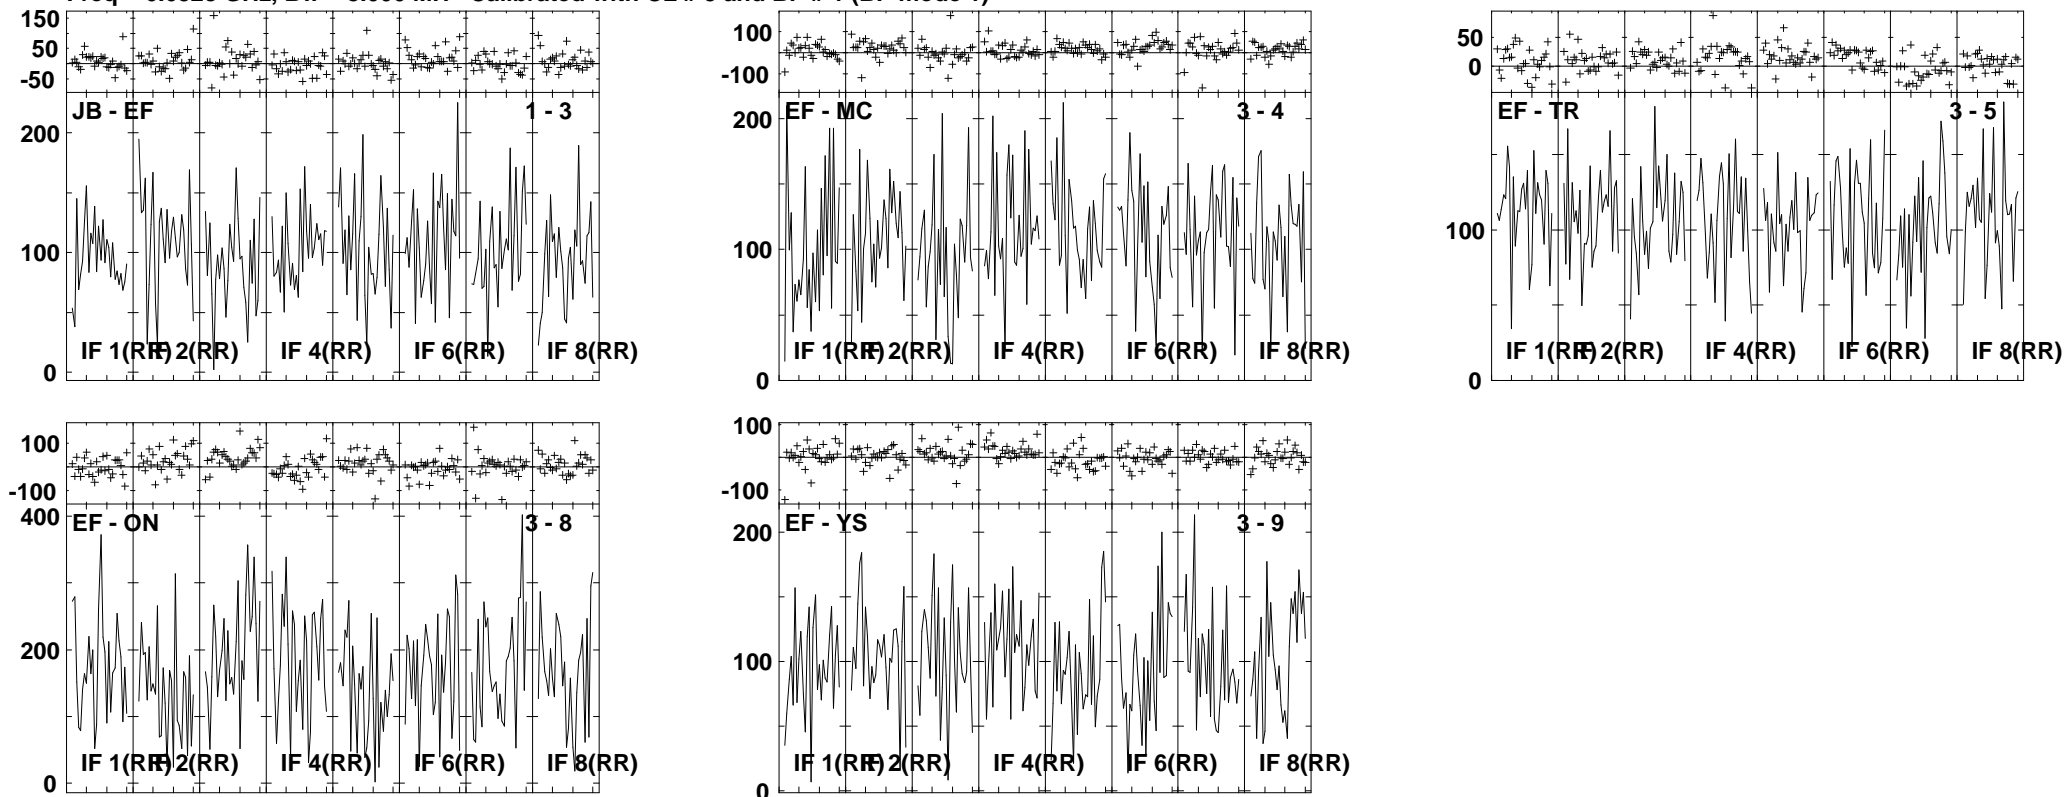 150
50
-50
JB - EF
1 - 3
200
100
0
IF 1(RR)
IF 2(RR)
IF 4(RR)
IF 6(RR)
IF 8(RR)
100
-100
EF - MC
3 - 4
200
100
0
IF 1(RR)
IF 2(RR)
IF 4(RR)
IF 6(RR)
IF 8(RR)
50
0
EF - TR
3 - 5
100
0
IF 1(RR)
IF 2(RR)
IF 4(RR)
IF 6(RR)
IF 8(RR)
100
-100
EF - ON
3 - 8
400
200
0
IF 1(RR)
IF 2(RR)
IF 4(RR)
IF 6(RR)
IF 8(RR)
100
-100
EF - YS
3 - 9
200
100
0
IF 1(RR)
IF 2(RR)
IF 4(RR)
IF 6(RR)
IF 8(RR)